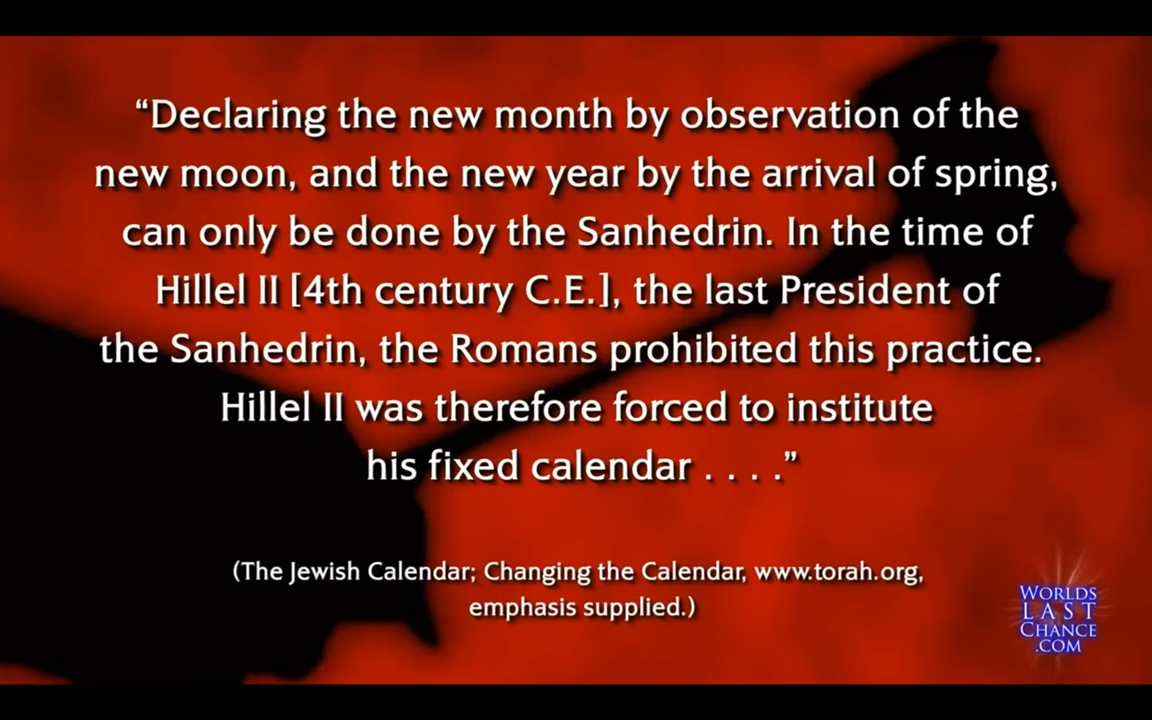 “Declaring the new month by observation of the
new moon, and the new year by the arrival of spring,
can only be done by the Sanhedrin. In the time of
Hillel II [4th century C.E.], the last President of
the Sanhedrin, the Romans prohibited this practice.
Hillel II was therefore forced to institute
his fixed calendar . . . .”
(The Jewish Calendar; Changing the Calendar, www.torah.org,
emphasis supplied.)
WORLDS
LAST
CHANCE
.COM